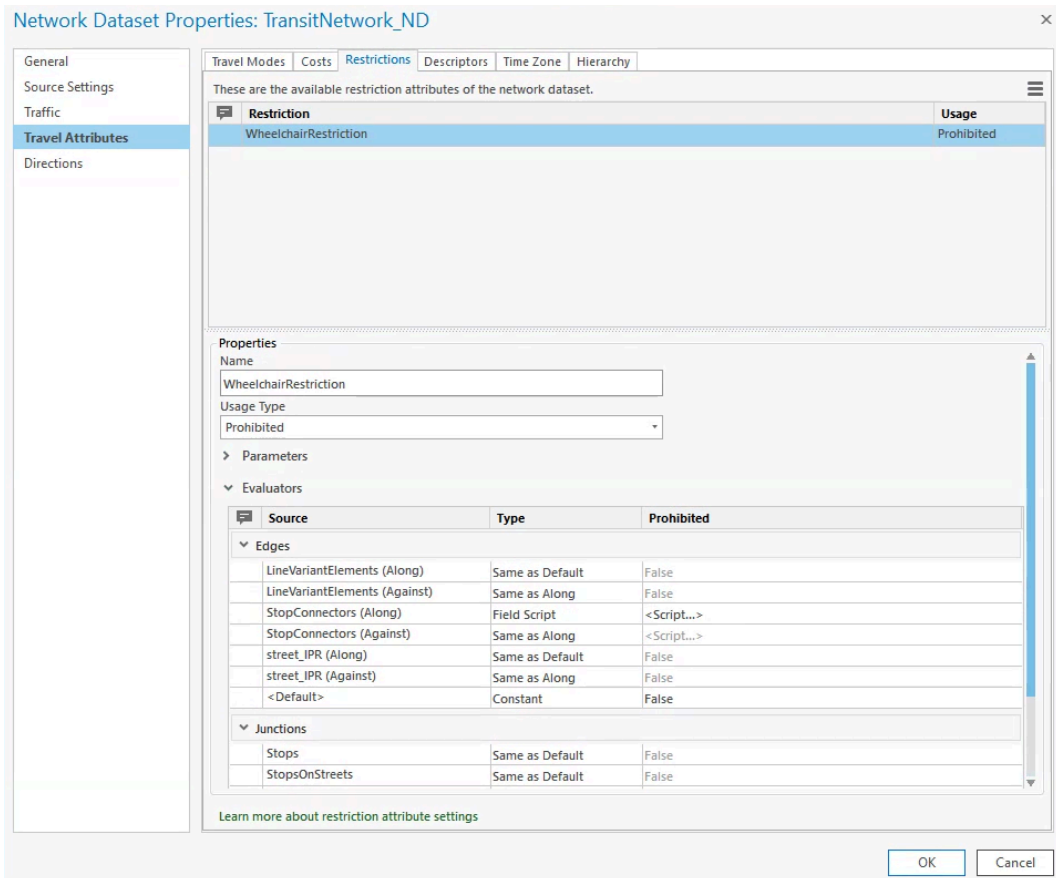 Network Dataset Properties: TransitNetwork_ND
General
Source Settings
Traffic
Travel Attributes
Directions
Travel Modes Costs Restrictions Descriptors Time Zone Hierarchy
These are the available restriction attributes of the network dataset.
Restriction Usage
WheelchairRestriction Prohibited
Properties
Name
WheelchairRestriction
Usage Type
Prohibited
Parameters
Evaluators
Source Type Prohibited
Edges
LineVariantElements (Along) Same as Default False
LineVariantElements (Against) Same as Along False
StopConnectors (Along) Field Script <Script...>
StopConnectors (Against) Same as Along <Script...>
street_IPR (Along) Same as Default False
street_IPR (Against) Same as Along False
<Default> Constant False
Junctions
Stops Same as Default False
StopsOnStreets Same as Default False
Learn more about restriction attribute settings
OK Cancel